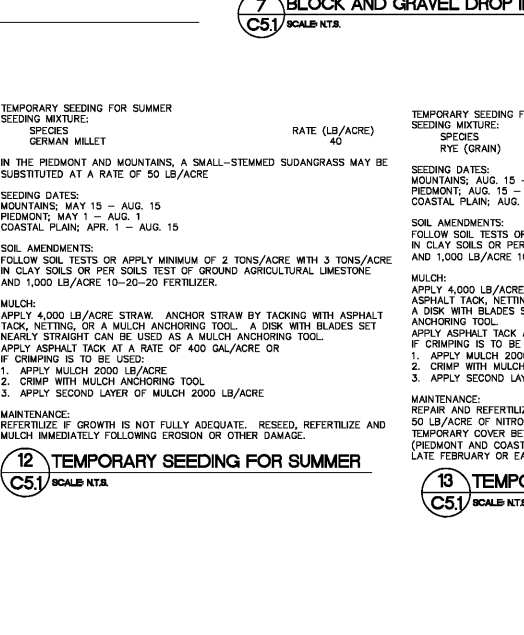 7 BLOCK AND GRAVEL DROP I
C5.1 SCALE: N.T.S.
TEMPORARY SEEDING FOR SUMMER
SEEDING MIXTURE:
SPECIES RATE (LB/ACRE)
GERMAN MILLET 40
IN THE PIEDMONT AND MOUNTAINS, A SMALL-STEMMED SUDANGRASS MAY BE
SUBSTITUTED AT A RATE OF 50 LB/ACRE
SEEDING DATES:
MOUNTAINS; MAY 15 – AUG. 15
PIEDMONT; MAY 1 – AUG. 1
COASTAL PLAIN; APR. 1 – AUG. 15
SOIL AMENDMENTS:
FOLLOW SOIL TESTS OR APPLY MINIMUM OF 2 TONS/ACRE WITH 3 TONS/ACRE
IN CLAY SOILS OR PER SOILS TEST OF GROUND AGRICULTURAL LIMESTONE
AND 1,000 LB/ACRE 10-20-20 FERTILIZER.
MULCH:
APPLY 4,000 LB/ACRE STRAW. ANCHOR STRAW BY TACKING WITH ASPHALT
TACK, NETTING, OR A MULCH ANCHORING TOOL. A DISK WITH BLADES SET
NEARLY STRAIGHT CAN BE USED AS A MULCH ANCHORING TOOL.
APPLY ASPHALT TACK AT A RATE OF 400 GAL/ACRE OR
IF CRIMPING IS TO BE USED:
1. APPLY MULCH 2000 LB/ACRE
2. CRIMP WITH MULCH ANCHORING TOOL
3. APPLY SECOND LAYER OF MULCH 2000 LB/ACRE
MAINTENANCE:
REFERTILIZE IF GROWTH IS NOT FULLY ADEQUATE. RESEED, REFERTILIZE AND
MULCH IMMEDIATELY FOLLOWING EROSION OR OTHER DAMAGE.
12 TEMPORARY SEEDING FOR SUMMER
C5.1 SCALE: N.T.S.
TEMPORARY SEEDING F
SEEDING MIXTURE:
SPECIES
RYE (GRAIN)
SEEDING DATES:
MOUNTAINS; AUG. 15 –
PIEDMONT; AUG. 15 –
COASTAL PLAIN; AUG.
SOIL AMENDMENTS:
FOLLOW SOIL TESTS OR
IN CLAY SOILS OR PER
AND 1,000 LB/ACRE 10
MULCH:
APPLY 4,000 LB/ACRE
ASPHALT TACK, NETTIN
A DISK WITH BLADES S
ANCHORING TOOL.
APPLY ASPHALT TACK A
IF CRIMPING IS TO BE
1. APPLY MULCH 2000
2. CRIMP WITH MULCH
3. APPLY SECOND LAY
MAINTENANCE:
REPAIR AND REFERTILIZ
50 LB/ACRE OF NITRO
TEMPORARY COVER BE
(PIEDMONT AND COAST
LATE FEBRUARY OR EA
13 TEMPO
C5.1 SCALE: N.T.S